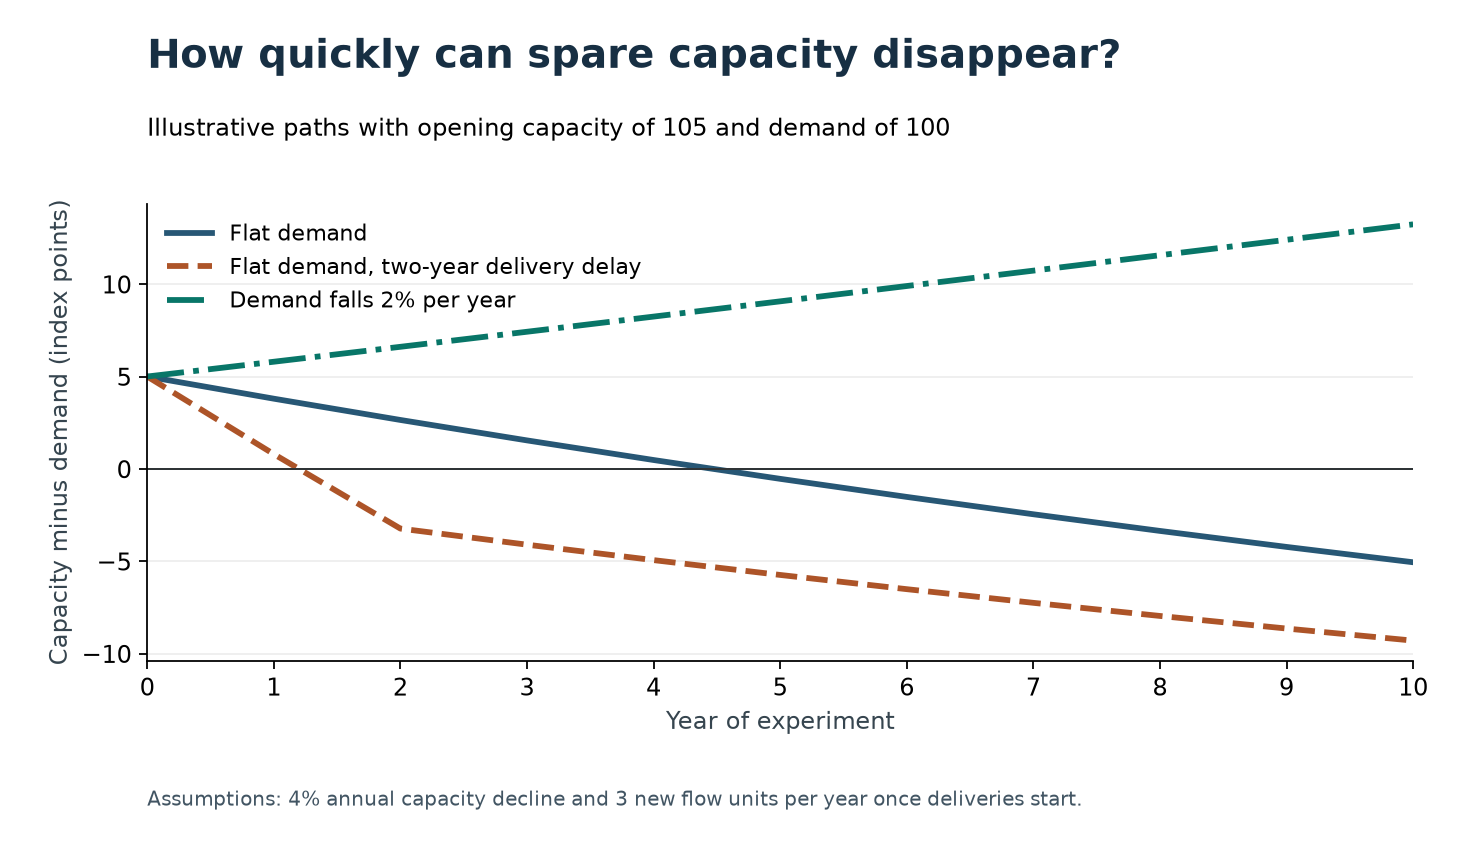 How quickly can spare capacity disappear?
Illustrative paths with opening capacity of 105 and demand of 100
Capacity minus demand (index points)
Flat demand
Flat demand, two-year delivery delay
Demand falls 2% per year
10
5
0
−5
−10
0 1 2 3 4 5 6 7 8 9 10
Year of experiment
Assumptions: 4% annual capacity decline and 3 new flow units per year once deliveries start.